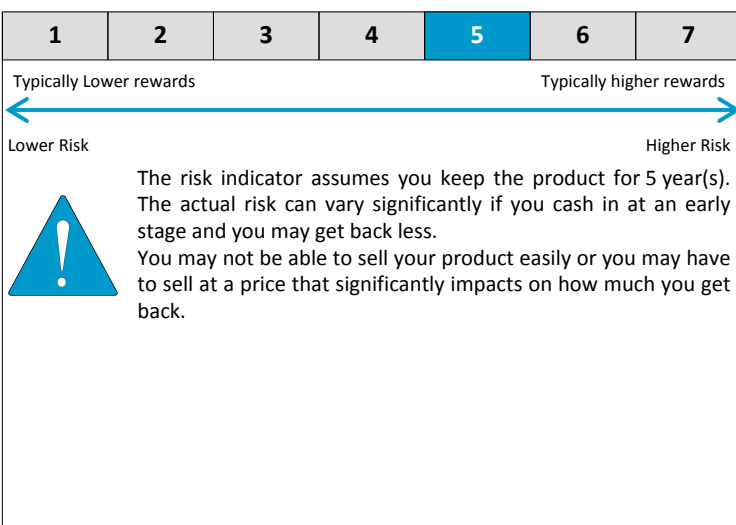 1 2 3 4 5 6 7
Typically Lower rewards Typically higher rewards
Lower Risk Higher Risk
The risk indicator assumes you keep the product for 5 year(s).
The actual risk can vary significantly if you cash in at an early
stage and you may get back less.
You may not be able to sell your product easily or you may have
to sell at a price that significantly impacts on how much you get
back.